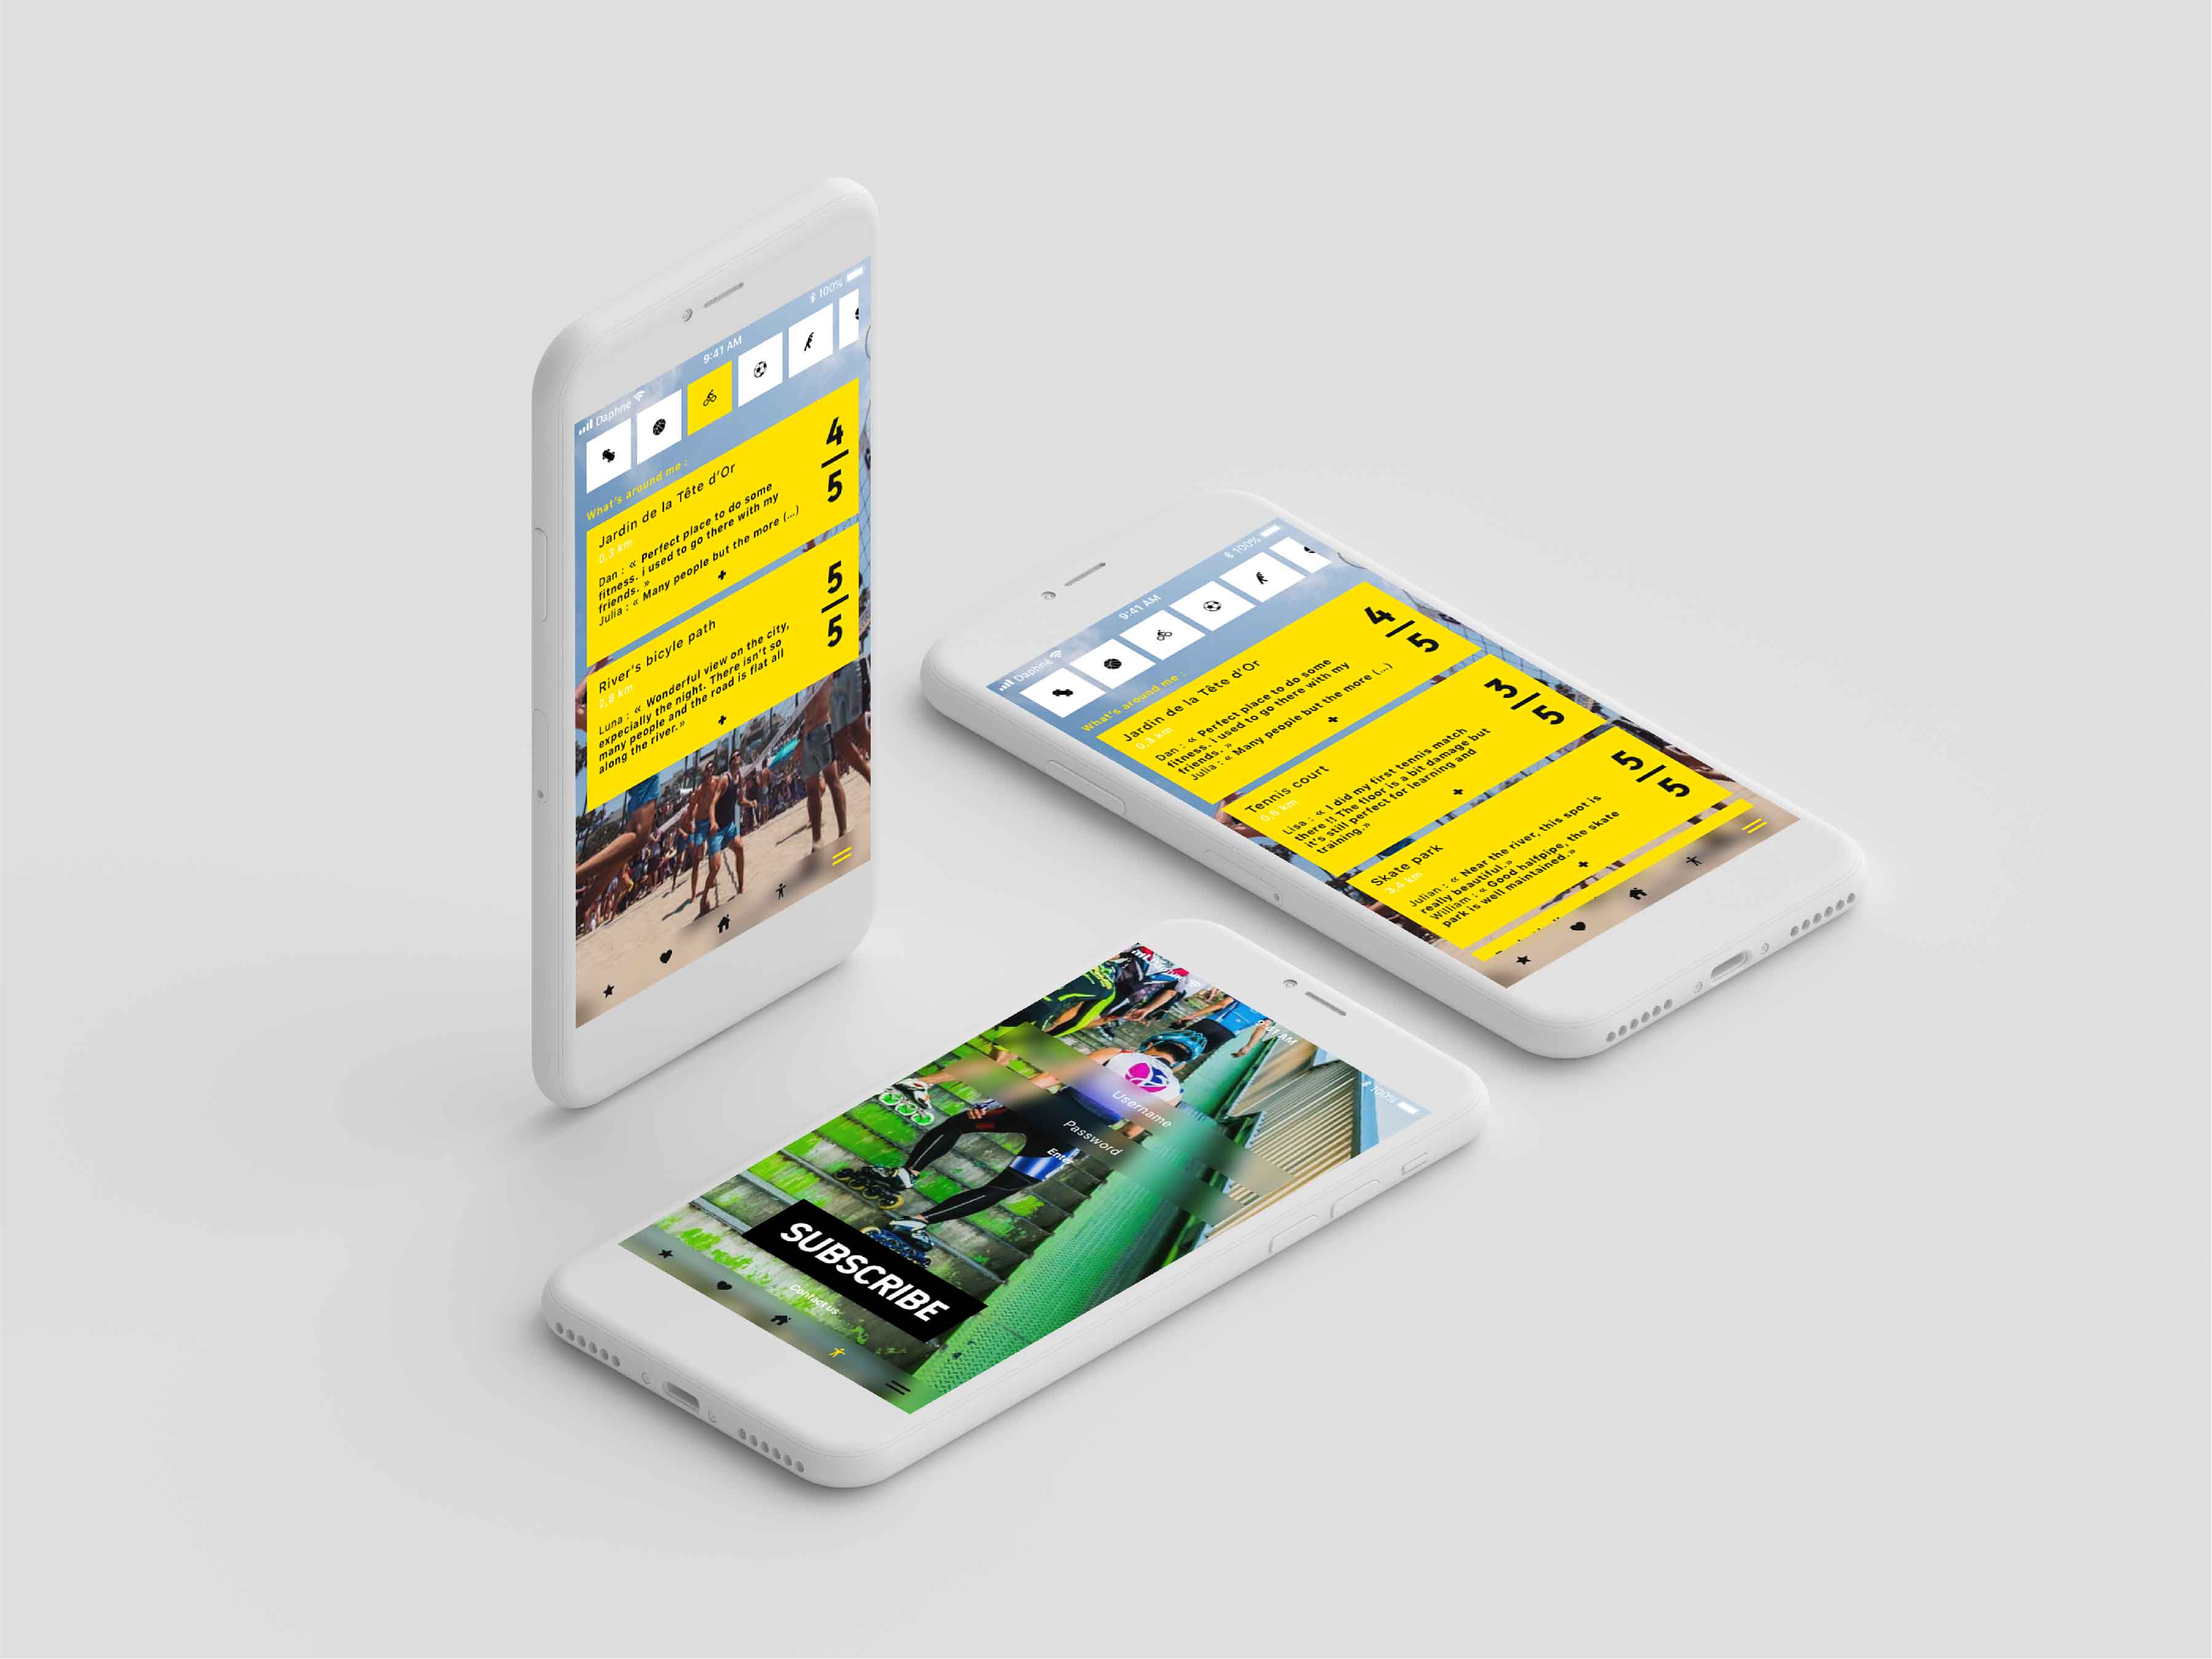 Daphné
9:41 AM
100%
What's around me :
Jardin de la Tête d'Or
0,3 km
Dan : « Perfect place to do some
fitness. i used to go there with my
friends. »
Julia : « Many people but the more (...)
+
4
5
River's bicyle path
2,8 km
Luna : « Wonderful view on the city,
expecially the night. There isn't so
many people and the road is flat all
along the river.»
+
5
5
Daphné
9:41 AM
100%
What's around me :
Jardin de la Tête d'Or
0,3 km
Dan : « Perfect place to do some
fitness. i used to go there with my
friends. »
Julia : « Many people but the more (...)
+
4
5
Tennis court
0,6 km
Lisa : « I did my first tennis match
there !! The floor is a bit damage but
it's still perfect for learning and
training.»
+
3
5
Skate park
3,4 km
Julian : « Near the river, this spot is
really beautiful.»
William : « Good halfpipe, the skate
park is well maintained.»
+
5
5
AM
100%
Username
Password
Enter
SUBSCRIBE
Contact us